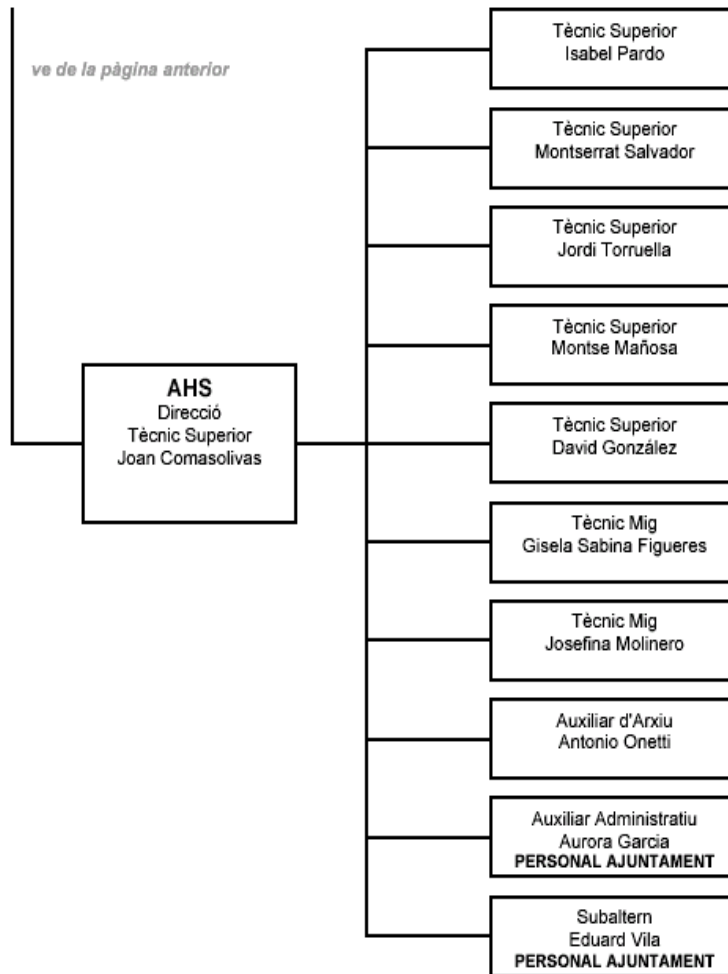 ve de la pàgina anterior
AHS
Direcció
Tècnic Superior
Joan Comasolivas
Tècnic Superior
Isabel Pardo
Tècnic Superior
Montserrat Salvador
Tècnic Superior
Jordi Torruella
Tècnic Superior
Montse Mañosa
Tècnic Superior
David González
Tècnic Mig
Gisela Sabina Figueres
Tècnic Mig
Josefina Molinero
Auxiliar d'Arxiu
Antonio Onetti
Auxiliar Administratiu
Aurora Garcia
PERSONAL AJUNTAMENT
Subaltern
Eduard Vila
PERSONAL AJUNTAMENT